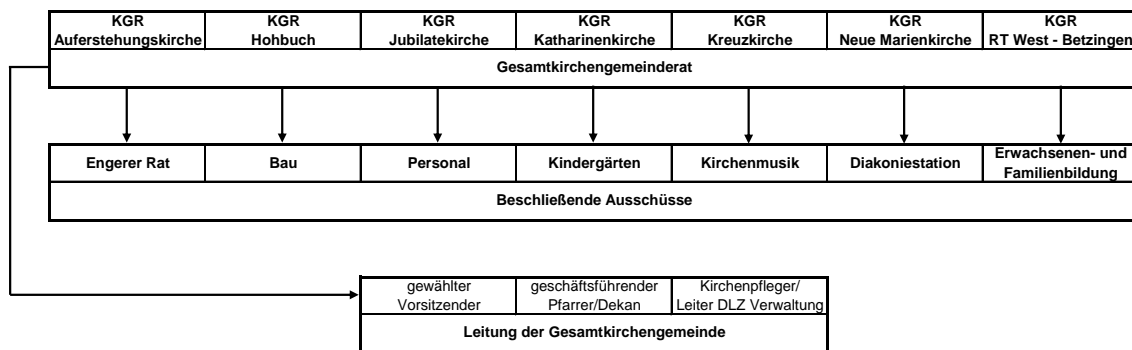 KGR KGR KGR KGR KGR KGR KGR
Auferstehungskirche Hohbuch Jubilatekirche Katharinenkirche Kreuzkirche Neue Marienkirche RT West - Betzingen
Gesamtkirchengemeinderat
Engerer Rat Bau Personal Kindergärten Kirchenmusik Diakoniestation Erwachsenen- und
Familienbildung
Beschließende Ausschüsse
gewählter geschäftsführender Kirchenpfleger/
Vorsitzender Pfarrer/Dekan Leiter DLZ Verwaltung
Leitung der Gesamtkirchengemeinde